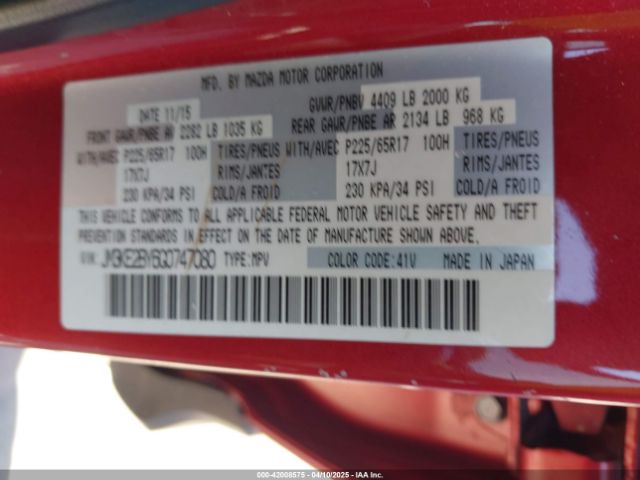 MFD. BY MAZDA MOTOR CORPORATION
DATE 11/15 GVWR/PNBV 4409 LB 2000 KG
FRONT GAWR/PNBE AV 2282 LB 1035 KG REAR GAWR/PNBE AR 2134 LB 968 KG
WITH/AVEC P225/65R17 100H TIRES/PNEUS WITH/AVEC P225/65R17 100H TIRES/PNEUS
17X7J RIMS/JANTES 17X7J RIMS/JANTES
230 KPA/34 PSI COLD/A FROID 230 KPA/34 PSI COLD/A FROID
THIS VEHICLE CONFORMS TO ALL APPLICABLE FEDERAL MOTOR VEHICLE SAFETY AND THEFT
PREVENTION STANDARDS IN EFFECT ON THE DATE OF MANUFACTURE SHOWN ABOVE.
VIN: JM3KE2BY6G0747080 TYPE:MPV COLOR CODE:41V MADE IN JAPAN
000-42008575 - 04/10/2025 - IAAI.com